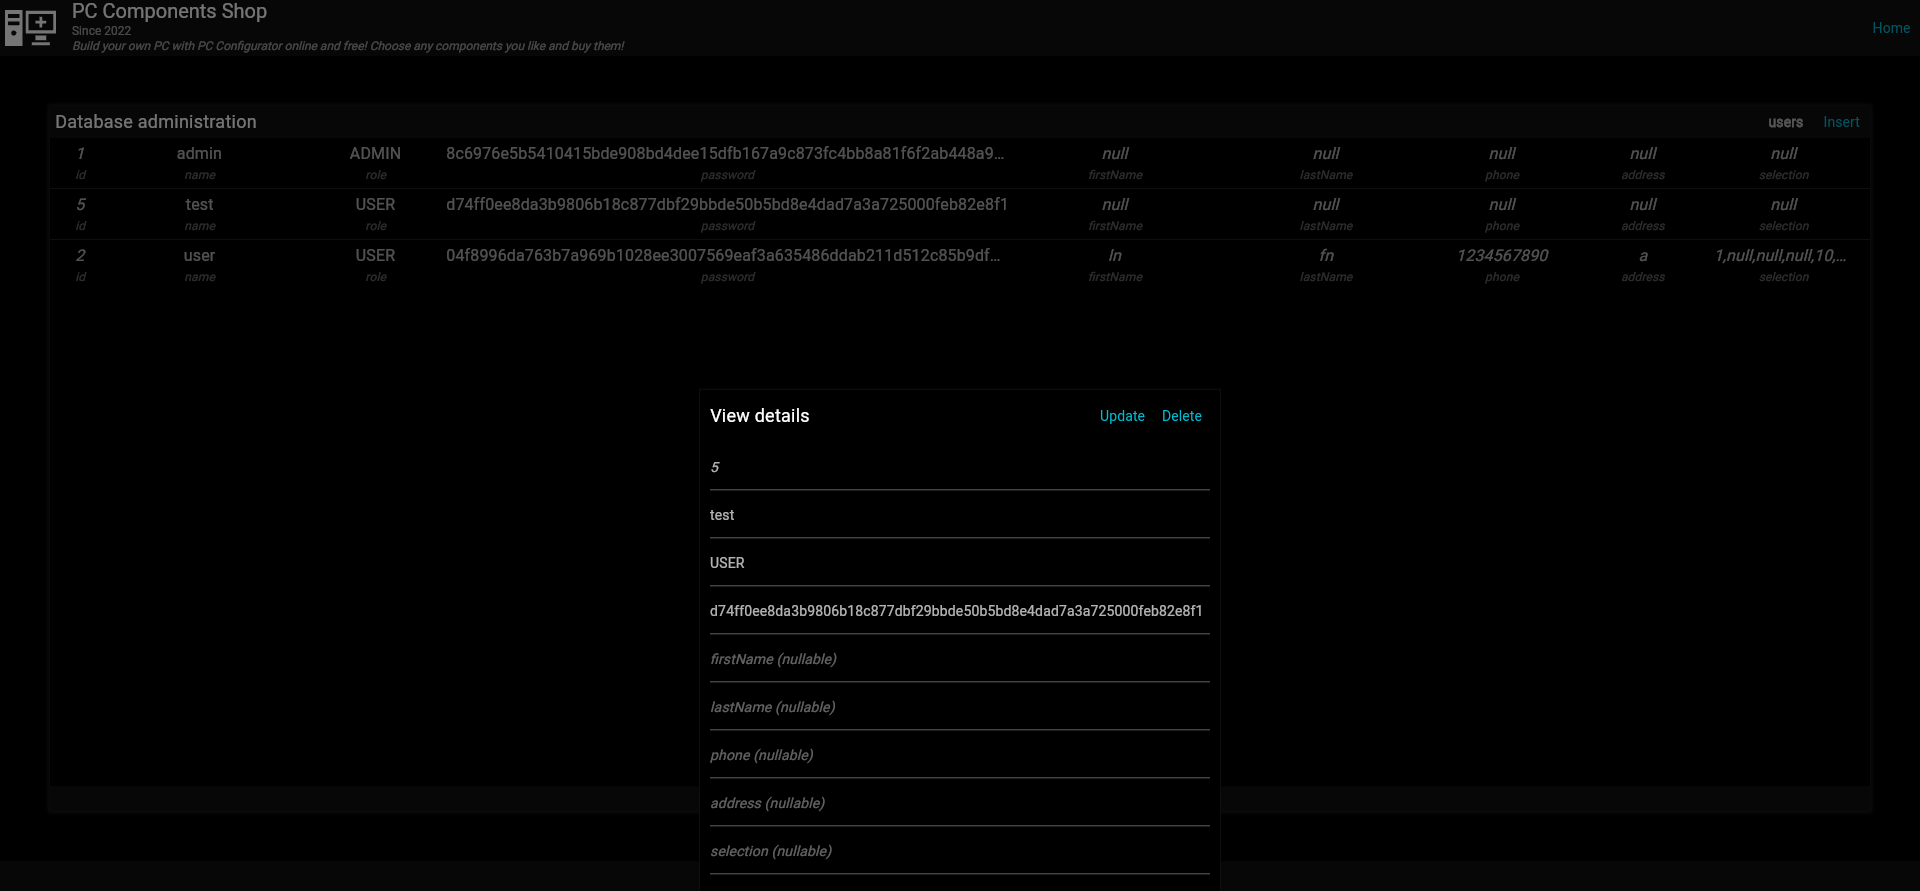 PC Components Shop
Since 2022
Build your own PC with PC Configurator online and free! Choose any components you like and buy them!
Home
Database administration users Insert
1 admin ADMIN 8c6976e5b5410415bde908bd4dee15dfb167a9c873fc4bb8a81f6f2ab448a9... null null null null null
id name role password firstName lastName phone address selection
5 test USER d74ff0ee8da3b9806b18c877dbf29bbde50b5bd8e4dad7a3a725000feb82e8f1 null null null null null
id name role password firstName lastName phone address selection
2 user USER 04f8996da763b7a969b1028ee3007569eaf3a635486ddab211d512c85b9df... ln fn 1234567890 a 1,null,null,null,10,...
id name role password firstName lastName phone address selection
View details Update Delete
5
test
USER
d74ff0ee8da3b9806b18c877dbf29bbde50b5bd8e4dad7a3a725000feb82e8f1
firstName (nullable)
lastName (nullable)
phone (nullable)
address (nullable)
selection (nullable)